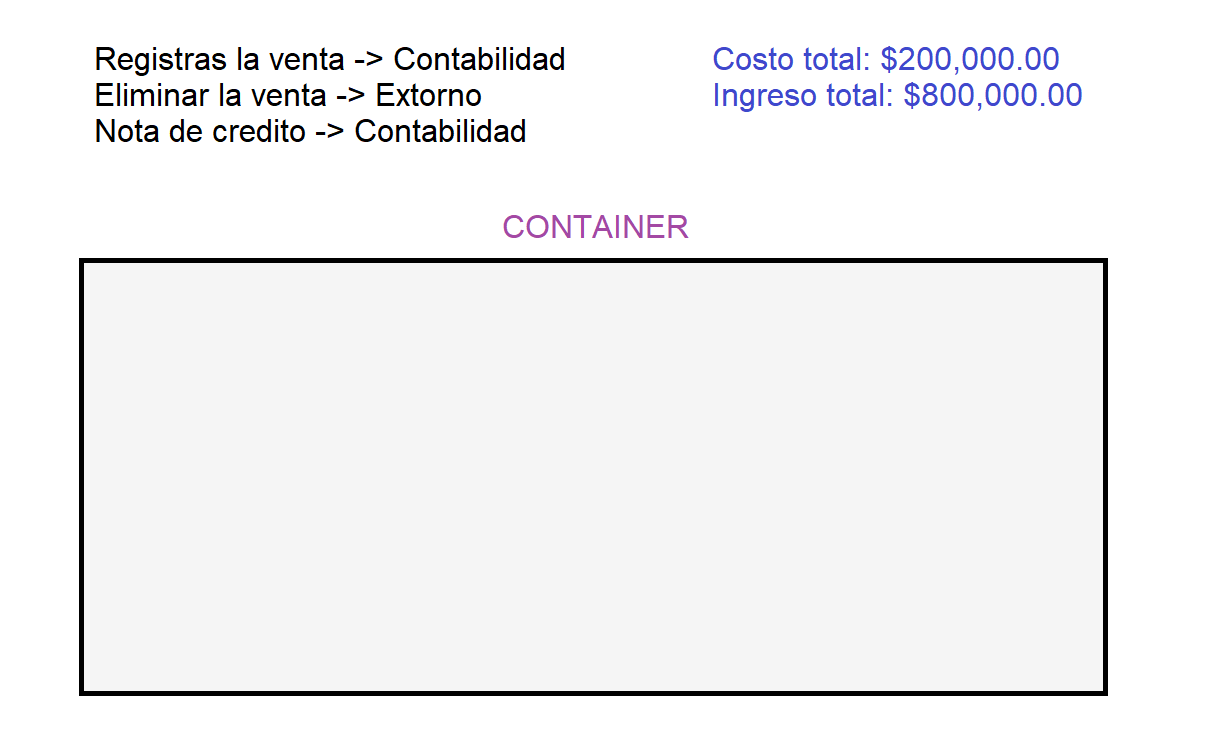 Registras la venta -> Contabilidad
Eliminar la venta -> Extorno
Nota de credito -> Contabilidad
Costo total: $200,000.00
Ingreso total: $800,000.00
CONTAINER